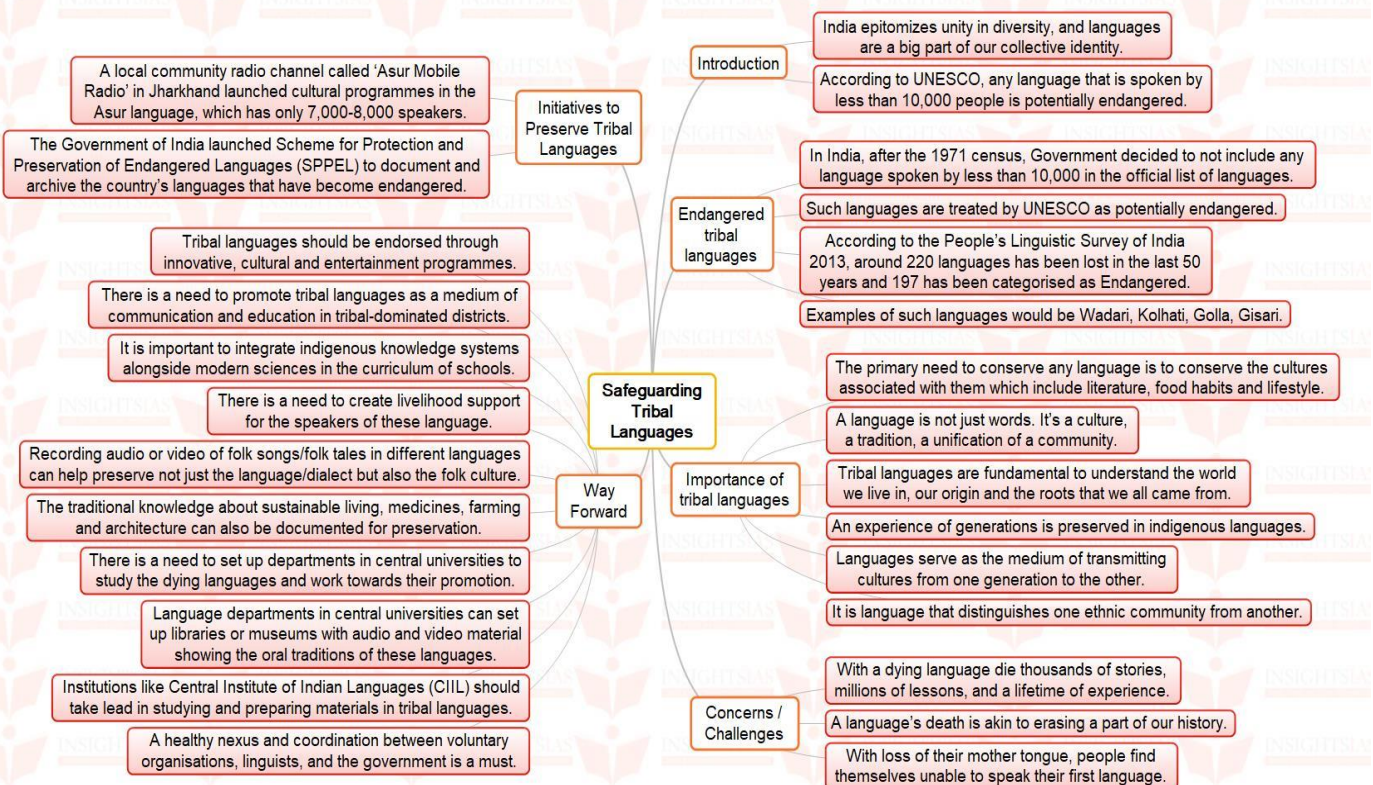 Safeguarding
Tribal
Languages
Introduction
India epitomizes unity in diversity, and languages
are a big part of our collective identity.
According to UNESCO, any language that is spoken by
less than 10,000 people is potentially endangered.
Endangered
tribal
languages
In India, after the 1971 census, Government decided to not include any
language spoken by less than 10,000 in the official list of languages.
Such languages are treated by UNESCO as potentially endangered.
According to the People's Linguistic Survey of India
2013, around 220 languages has been lost in the last 50
years and 197 has been categorised as Endangered.
Examples of such languages would be Wadari, Kolhati, Golla, Gisari.
Importance of
tribal languages
The primary need to conserve any language is to conserve the cultures
associated with them which include literature, food habits and lifestyle.
A language is not just words. It's a culture,
a tradition, a unification of a community.
Tribal languages are fundamental to understand the world
we live in, our origin and the roots that we all came from.
An experience of generations is preserved in indigenous languages.
Languages serve as the medium of transmitting
cultures from one generation to the other.
It is language that distinguishes one ethnic community from another.
Concerns /
Challenges
With a dying language die thousands of stories,
millions of lessons, and a lifetime of experience.
A language's death is akin to erasing a part of our history.
With loss of their mother tongue, people find
themselves unable to speak their first language.
Initiatives to
Preserve Tribal
Languages
A local community radio channel called 'Asur Mobile
Radio' in Jharkhand launched cultural programmes in the
Asur language, which has only 7,000-8,000 speakers.
The Government of India launched Scheme for Protection and
Preservation of Endangered Languages (SPPEL) to document and
archive the country's languages that have become endangered.
Way
Forward
Tribal languages should be endorsed through
innovative, cultural and entertainment programmes.
There is a need to promote tribal languages as a medium of
communication and education in tribal-dominated districts.
It is important to integrate indigenous knowledge systems
alongside modern sciences in the curriculum of schools.
There is a need to create livelihood support
for the speakers of these language.
Recording audio or video of folk songs/folk tales in different languages
can help preserve not just the language/dialect but also the folk culture.
The traditional knowledge about sustainable living, medicines, farming
and architecture can also be documented for preservation.
There is a need to set up departments in central universities to
study the dying languages and work towards their promotion.
Language departments in central universities can set
up libraries or museums with audio and video material
showing the oral traditions of these languages.
Institutions like Central Institute of Indian Languages (CIIL) should
take lead in studying and preparing materials in tribal languages.
A healthy nexus and coordination between voluntary
organisations, linguists, and the government is a must.
INSIGHTSIAS